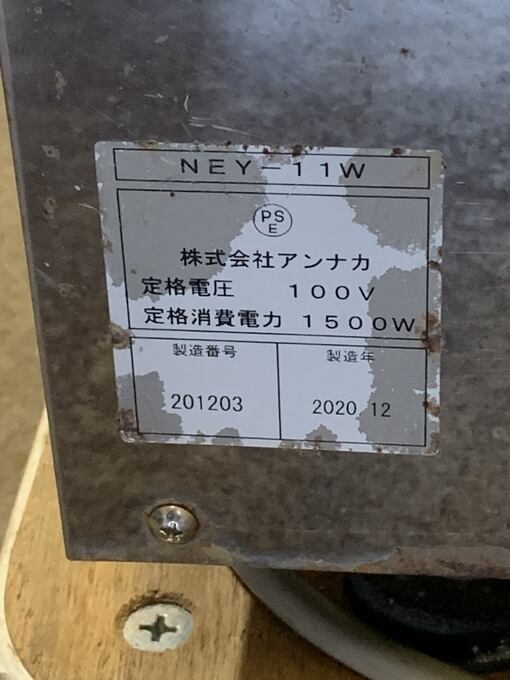 NEY-11W
PS
E
株式会社アンナカ
定格電圧 100V
定格消費電力 1500W
製造番号 製造年
201203 2020.12